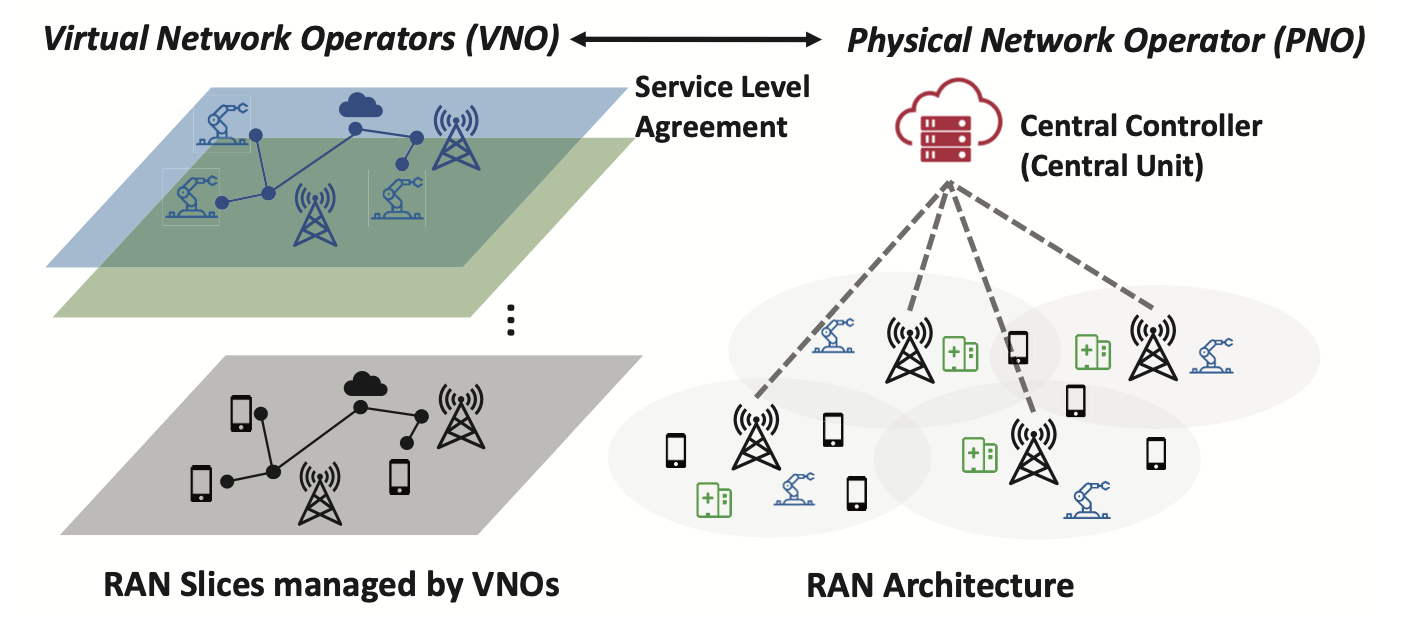 Virtual Network Operators (VNO)
Physical Network Operator (PNO)
Service Level
Agreement
Central Controller
(Central Unit)
RAN Slices managed by VNOs
RAN Architecture